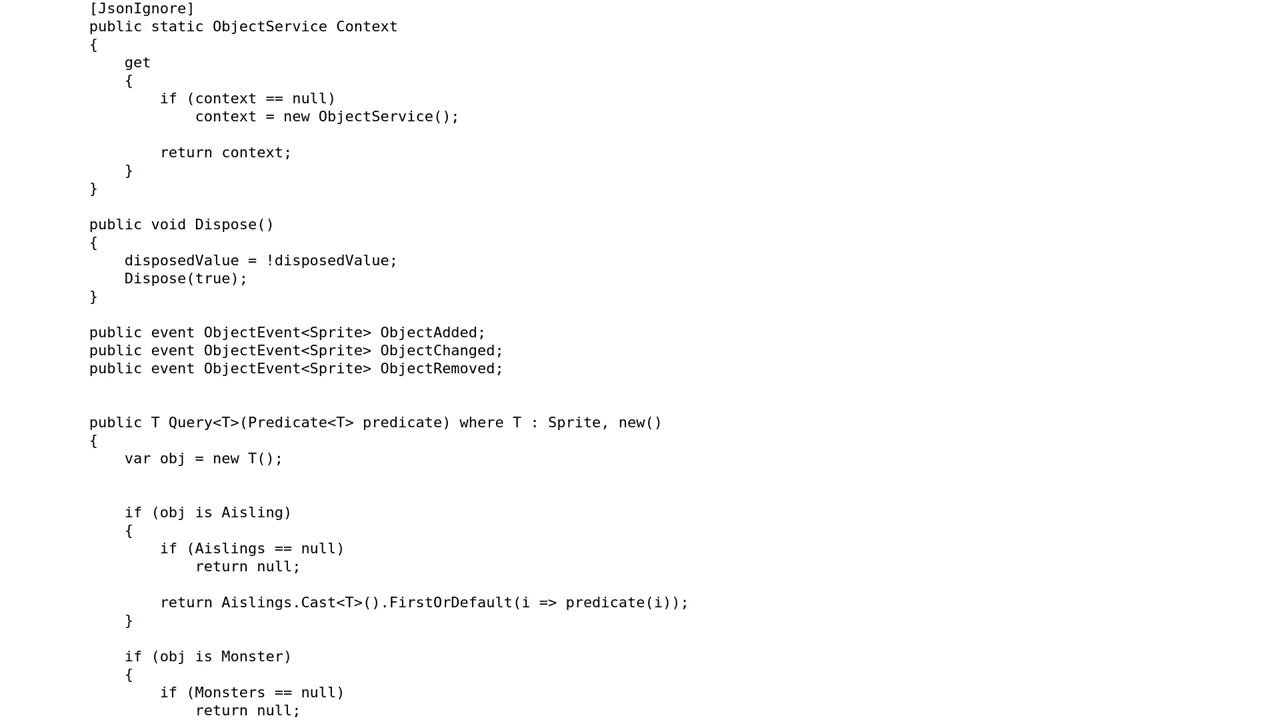 [JsonIgnore]
public static ObjectService Context
{
    get
    {
        if (context == null)
            context = new ObjectService();

        return context;
    }
}

public void Dispose()
{
    disposedValue = !disposedValue;
    Dispose(true);
}

public event ObjectEvent<Sprite> ObjectAdded;
public event ObjectEvent<Sprite> ObjectChanged;
public event ObjectEvent<Sprite> ObjectRemoved;


public T Query<T>(Predicate<T> predicate) where T : Sprite, new()
{
    var obj = new T();


    if (obj is Aisling)
    {
        if (Aislings == null)
            return null;

        return Aislings.Cast<T>().FirstOrDefault(i => predicate(i));
    }

    if (obj is Monster)
    {
        if (Monsters == null)
            return null;